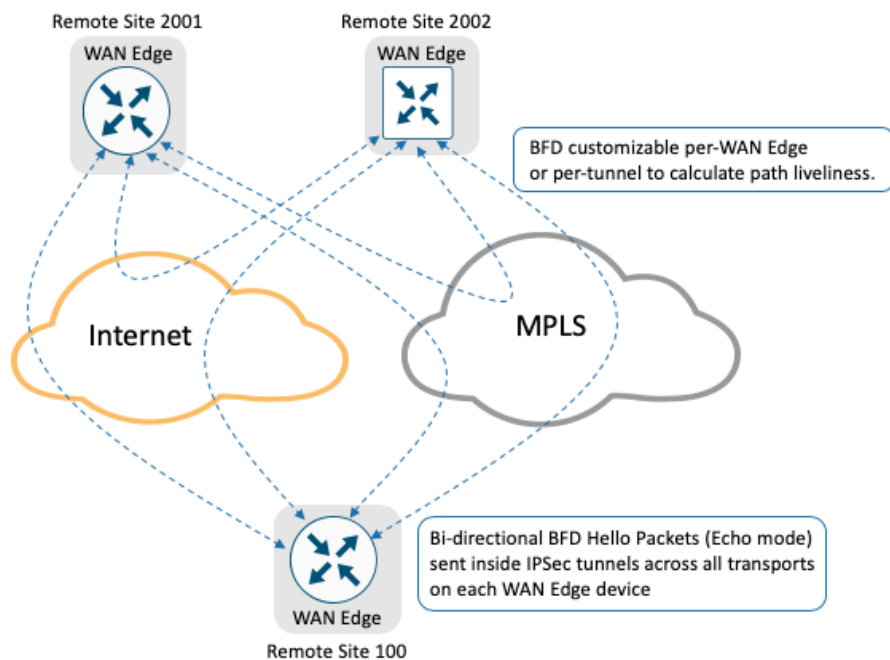 Remote Site 2001
WAN Edge
Remote Site 2002
WAN Edge
BFD customizable per-WAN Edge
or per-tunnel to calculate path liveliness.
Internet
MPLS
Bi-directional BFD Hello Packets (Echo mode)
sent inside IPSec tunnels across all transports
on each WAN Edge device
WAN Edge
Remote Site 100